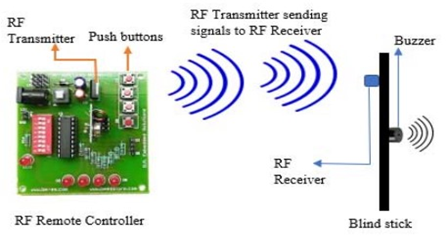 RF
Transmitter
Push buttons
RF Transmitter sending
signals to RF Receiver
Buzzer
RF
Receiver
RF Remote Controller
Blind stick